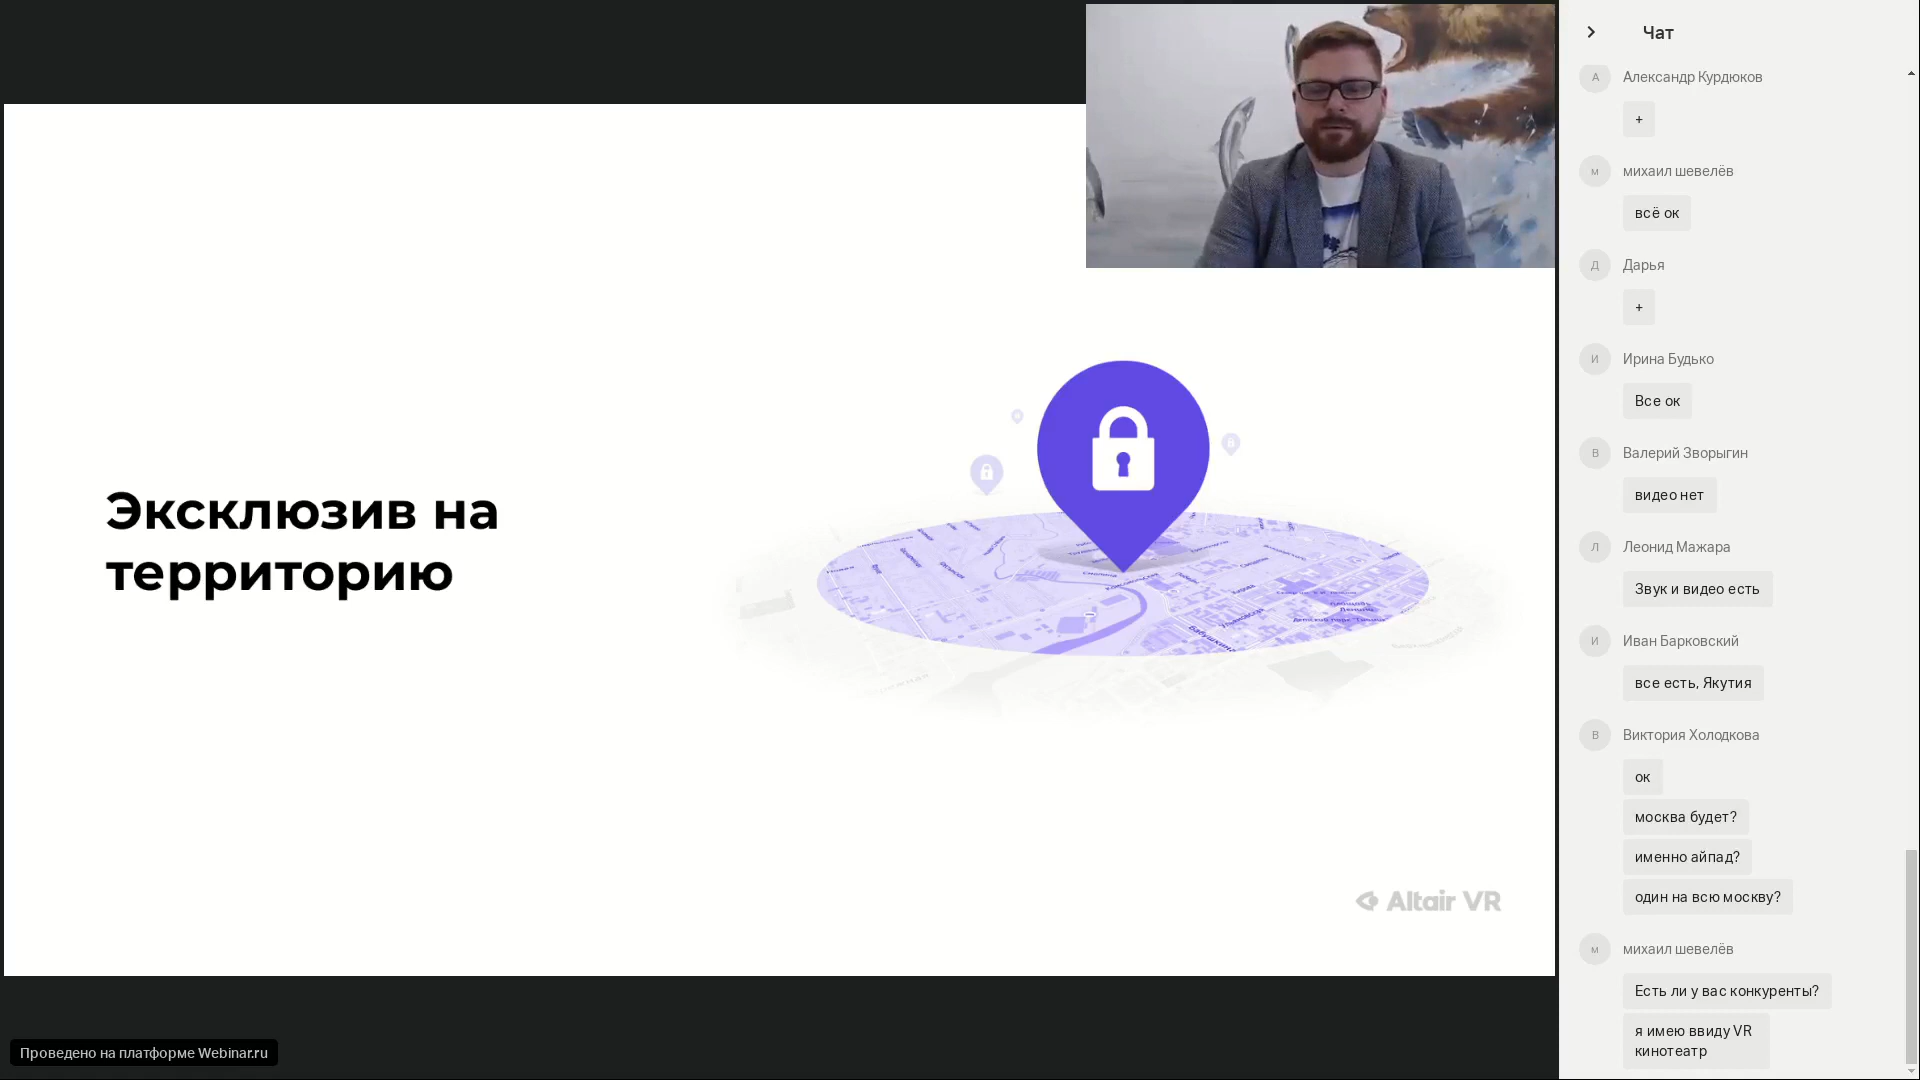 Эксклюзив на
территорию
Altair VR
Проведено на платформе Webinar.ru
Чат
А
Александр Курдюков
+
м
михаил шевелёв
всё ок
Д
Дарья
+
И
Ирина Будько
Все ок
В
Валерий Зворыгин
видео нет
Л
Леонид Мажара
Звук и видео есть
И
Иван Барковский
все есть, Якутия
В
Виктория Холодкова
ок
москва будет?
именно айпад?
один на всю москву?
м
михаил шевелёв
Есть ли у вас конкуренты?
я имею ввиду VR
кинотеатр